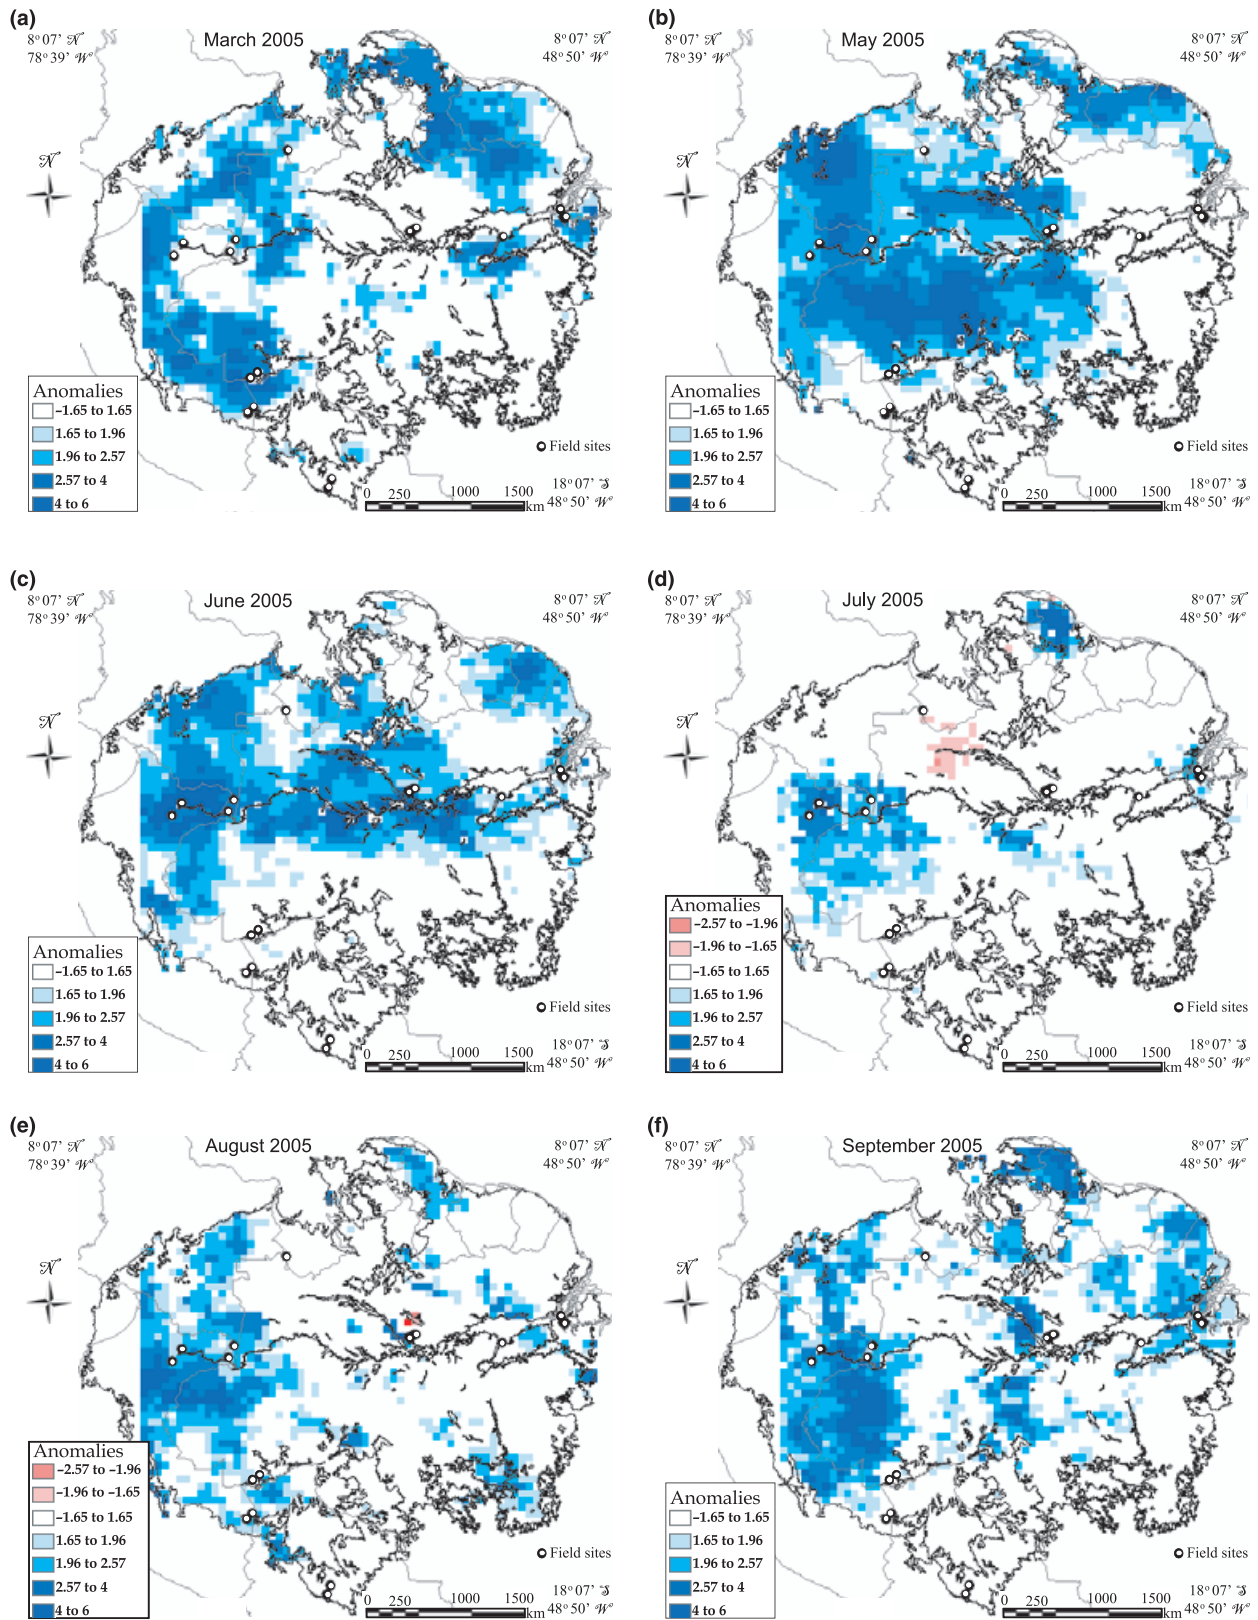 (a)
March 2005
8° 07' N
78° 39' W
8° 07' N
48° 50' W
N
Anomalies
–1.65 to 1.65
1.65 to 1.96
1.96 to 2.57
2.57 to 4
4 to 6
Field sites
18° 07' S
48° 50' W
0 250 1000 1500
km
(b)
May 2005
8° 07' N
78° 39' W
8° 07' N
48° 50' W
N
Anomalies
–1.65 to 1.65
1.65 to 1.96
1.96 to 2.57
2.57 to 4
4 to 6
Field sites
18° 07' S
48° 50' W
0 250 1000 1500
km
(c)
June 2005
8° 07' N
78° 39' W
8° 07' N
48° 50' W
N
Anomalies
–1.65 to 1.65
1.65 to 1.96
1.96 to 2.57
2.57 to 4
4 to 6
Field sites
18° 07' S
48° 50' W
0 250 1000 1500
km
(d)
July 2005
8° 07' N
78° 39' W
8° 07' N
48° 50' W
N
Anomalies
–2.57 to –1.96
–1.96 to –1.65
–1.65 to 1.65
1.65 to 1.96
1.96 to 2.57
2.57 to 4
4 to 6
Field sites
18° 07' S
48° 50' W
0 250 1000 1500
km
(e)
August 2005
8° 07' N
78° 39' W
8° 07' N
48° 50' W
N
Anomalies
–2.57 to –1.96
–1.96 to –1.65
–1.65 to 1.65
1.65 to 1.96
1.96 to 2.57
2.57 to 4
4 to 6
Field sites
18° 07' S
48° 50' W
0 250 1000 1500
km
(f)
September 2005
8° 07' N
78° 39' W
8° 07' N
48° 50' W
N
Anomalies
–1.65 to 1.65
1.65 to 1.96
1.96 to 2.57
2.57 to 4
4 to 6
Field sites
18° 07' S
48° 50' W
0 250 1000 1500
km